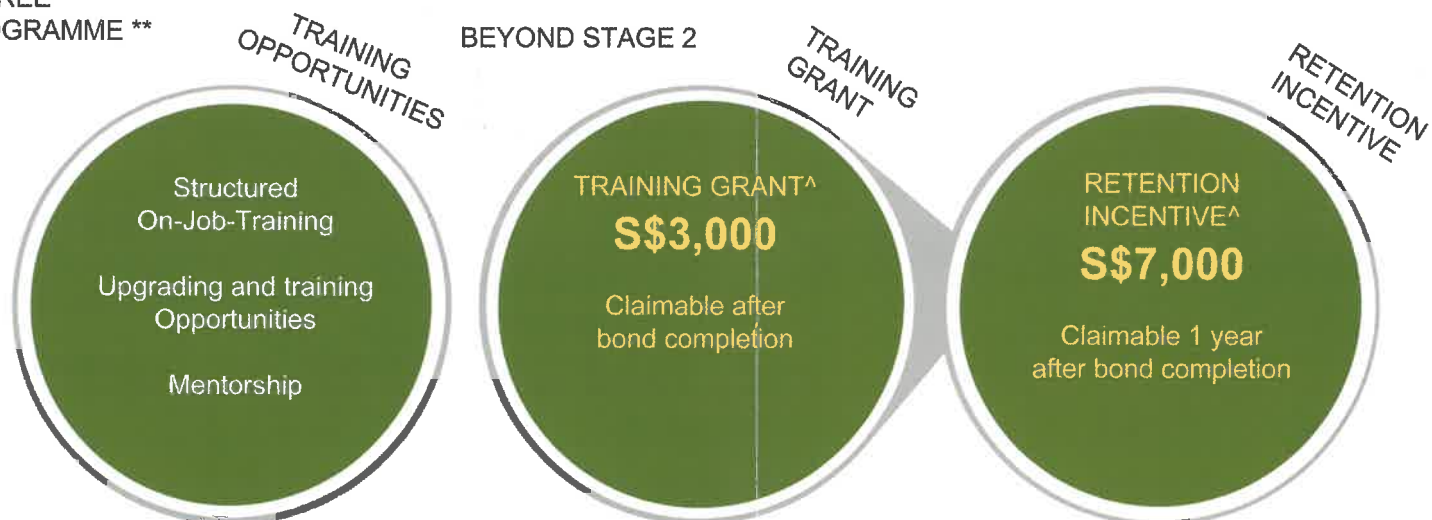 OGRAMME **
TRAINING
OPPORTUNITIES
Structured
On-Job-Training
Upgrading and training
Opportunities
Mentorship
BEYOND STAGE 2
TRAINING
GRANT
TRAINING GRANT^
S$3,000
Claimable after
bond completion
RETENTION
INCENTIVE
RETENTION
INCENTIVE^
S$7,000
Claimable 1 year
after bond completion